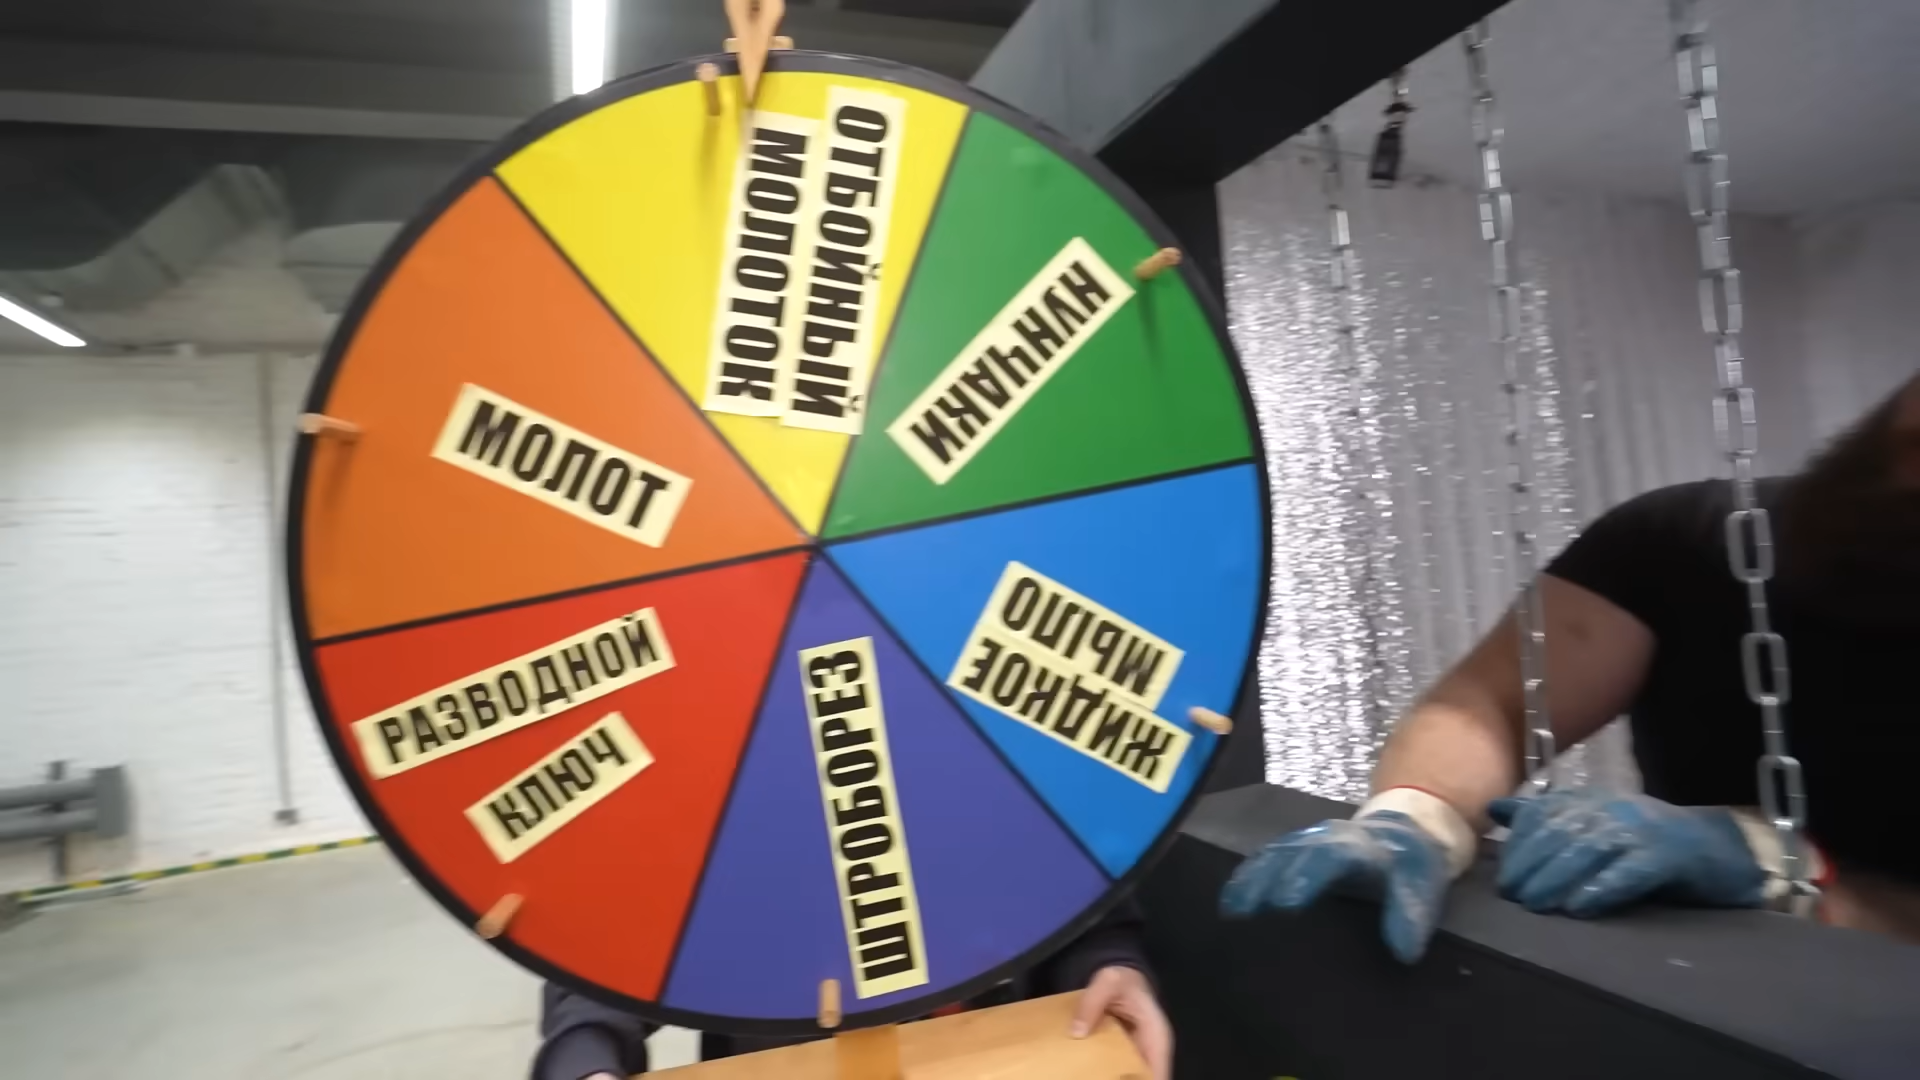 ОТБОЙНЫЙ
МОЛОТОК
НУНЧАКИ
ЖИДКОЕ
МЫЛО
ШТРОБОРЕЗ
РАЗВОДНОЙ
КЛЮЧ
МОЛОТ